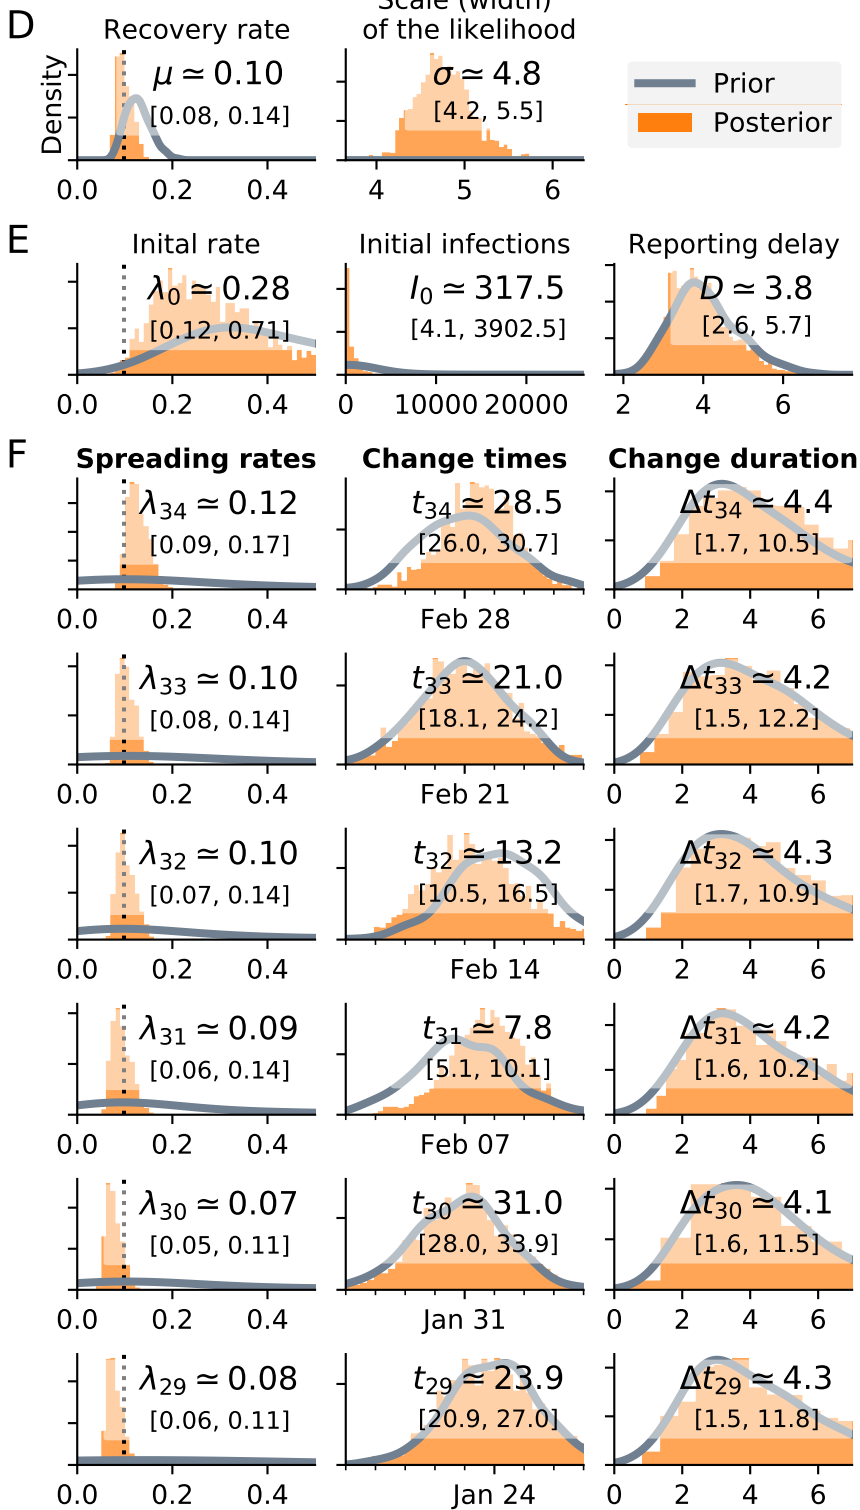 D
Recovery rate
Scale (width)
of the likelihood
Density
μ ≃ 0.10
[0.08, 0.14]
σ ≃ 4.8
[4.2, 5.5]
Prior
Posterior
0.0 0.2 0.4
4 5 6
E
Inital rate
Initial infections
Reporting delay
λ0 ≃ 0.28
[0.12, 0.71]
I0 ≃ 317.5
[4.1, 3902.5]
D ≃ 3.8
[2.6, 5.7]
0.0 0.2 0.4
0 10000 20000
2 4 6
F
Spreading rates
Change times
Change duration
λ34 ≃ 0.12
[0.09, 0.17]
t34 ≃ 28.5
[26.0, 30.7]
Δt34 ≃ 4.4
[1.7, 10.5]
0.0 0.2 0.4
Feb 28
0 2 4 6
λ33 ≃ 0.10
[0.08, 0.14]
t33 ≃ 21.0
[18.1, 24.2]
Δt33 ≃ 4.2
[1.5, 12.2]
0.0 0.2 0.4
Feb 21
0 2 4 6
λ32 ≃ 0.10
[0.07, 0.14]
t32 ≃ 13.2
[10.5, 16.5]
Δt32 ≃ 4.3
[1.7, 10.9]
0.0 0.2 0.4
Feb 14
0 2 4 6
λ31 ≃ 0.09
[0.06, 0.14]
t31 ≃ 7.8
[5.1, 10.1]
Δt31 ≃ 4.2
[1.6, 10.2]
0.0 0.2 0.4
Feb 07
0 2 4 6
λ30 ≃ 0.07
[0.05, 0.11]
t30 ≃ 31.0
[28.0, 33.9]
Δt30 ≃ 4.1
[1.6, 11.5]
0.0 0.2 0.4
Jan 31
0 2 4 6
λ29 ≃ 0.08
[0.06, 0.11]
t29 ≃ 23.9
[20.9, 27.0]
Δt29 ≃ 4.3
[1.5, 11.8]
0.0 0.2 0.4
Jan 24
0 2 4 6